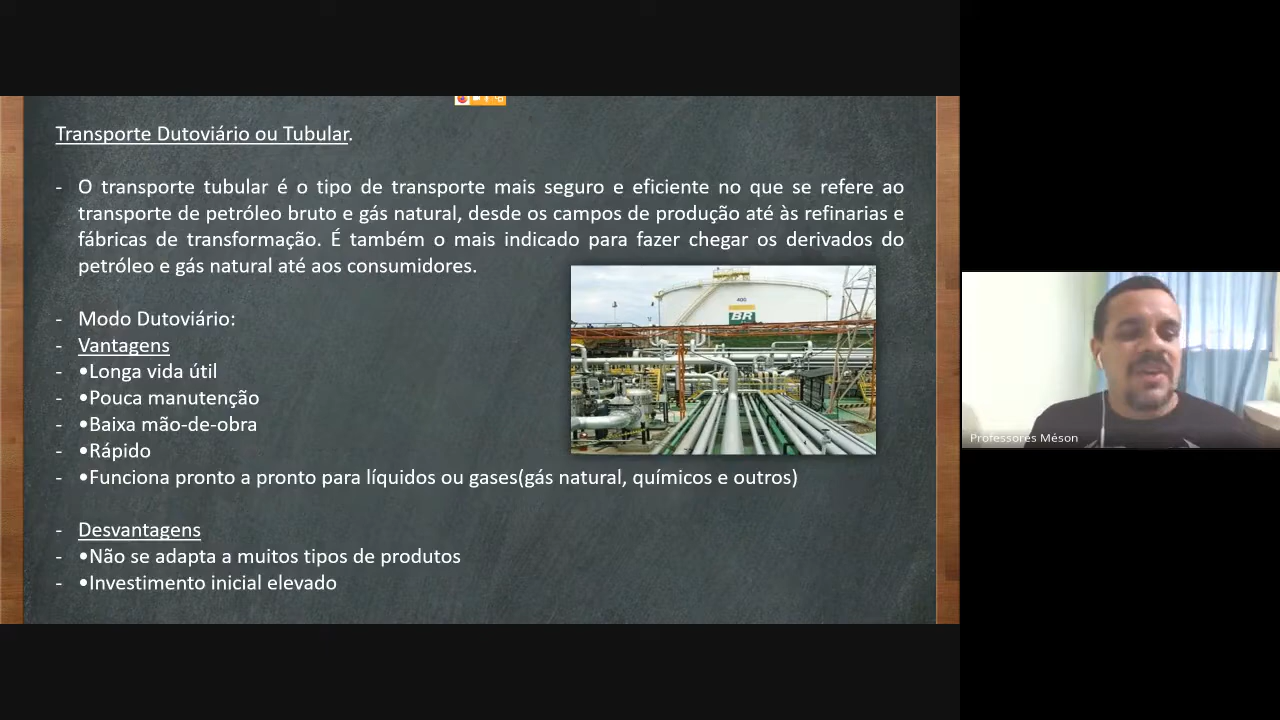 Transporte Dutoviário ou Tubular.
- O transporte tubular é o tipo de transporte mais seguro e eficiente no que se refere ao
transporte de petróleo bruto e gás natural, desde os campos de produção até às refinarias e
fábricas de transformação. É também o mais indicado para fazer chegar os derivados do
petróleo e gás natural até aos consumidores.
- Modo Dutoviário:
- Vantagens
- •Longa vida útil
- •Pouca manutenção
- •Baixa mão-de-obra
- •Rápido
- •Funciona pronto a pronto para líquidos ou gases(gás natural, químicos e outros)
- Desvantagens
- •Não se adapta a muitos tipos de produtos
- •Investimento inicial elevado
400
BR
Professores Méson